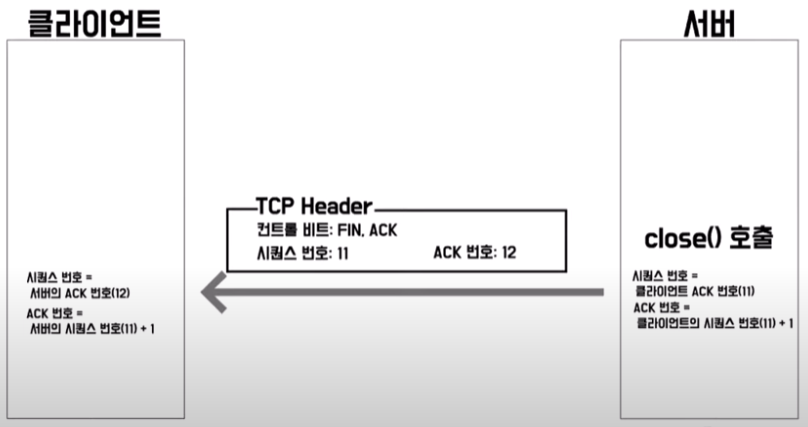 클라이언트
서버
TCP Header
컨트롤 비트: FIN, ACK
시퀀스 번호: 11
ACK 번호: 12
close() 호출
시퀀스 번호 =
클라이언트 ACK 번호(11)
ACK 번호 =
클라이언트의 시퀀스 번호(11) + 1
시퀀스 번호 =
서버의 ACK 번호(12)
ACK 번호 =
서버의 시퀀스 번호(11) + 1